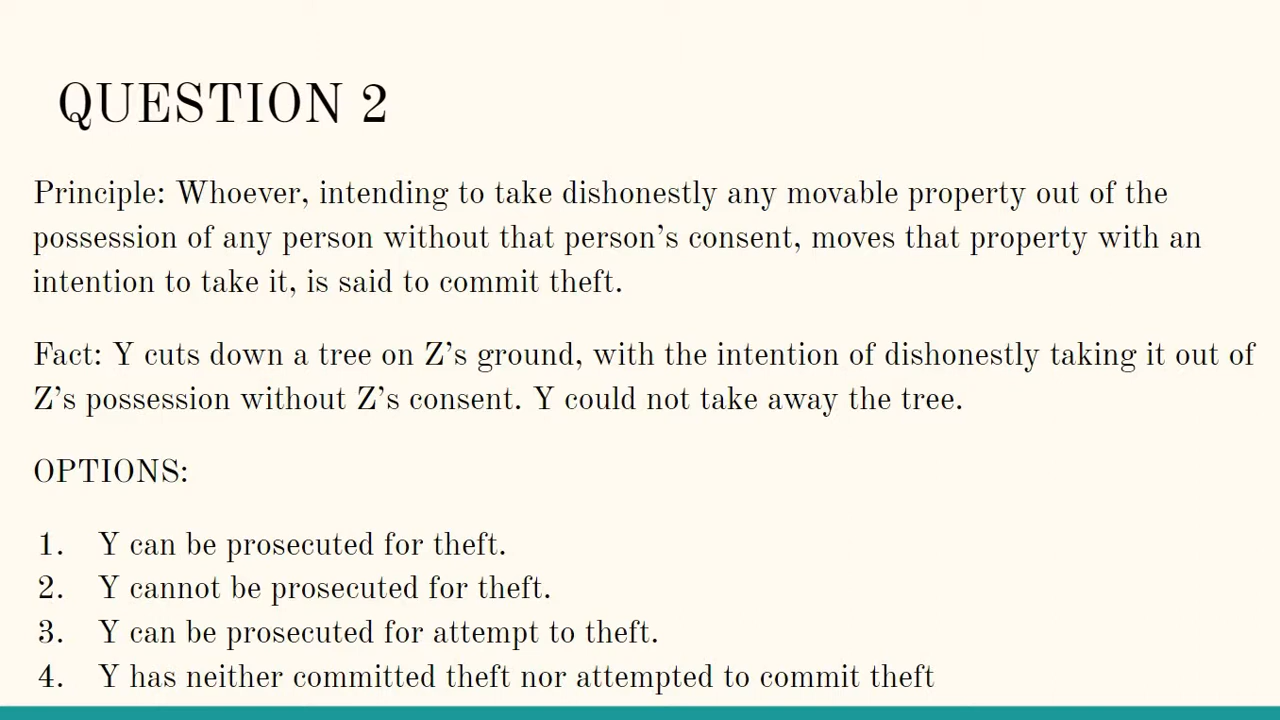 QUESTION 2
Principle: Whoever, intending to take dishonestly any movable property out of the
possession of any person without that person's consent, moves that property with an
intention to take it, is said to commit theft.
Fact: Y cuts down a tree on Z's ground, with the intention of dishonestly taking it out of
Z's possession without Z's consent. Y could not take away the tree.
OPTIONS:
1. Y can be prosecuted for theft.
2. Y cannot be prosecuted for theft.
3. Y can be prosecuted for attempt to theft.
4. Y has neither committed theft nor attempted to commit theft